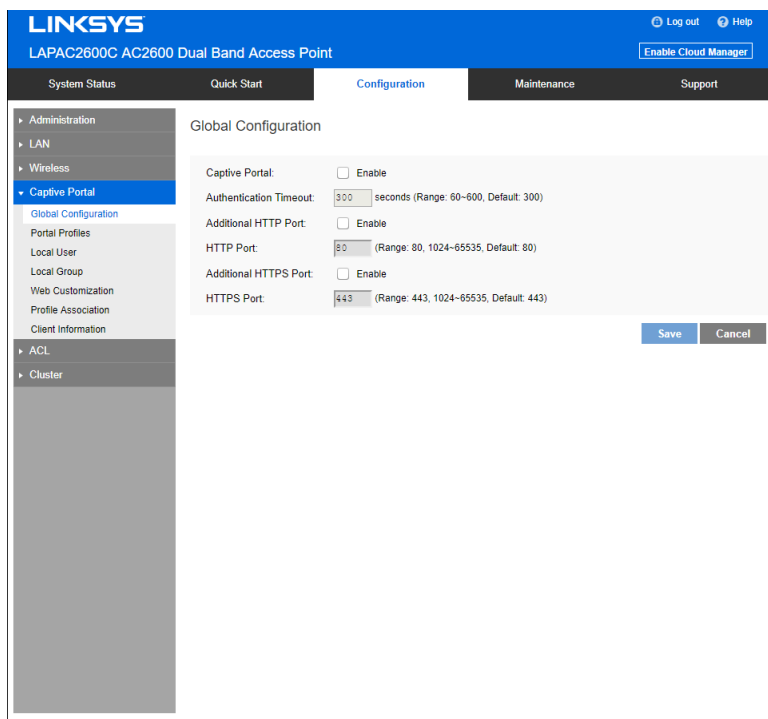 LINKSYS
Log out Help
LAPAC2600C AC2600 Dual Band Access Point
Enable Cloud Manager
System Status Quick Start Configuration Maintenance Support
Administration
LAN
Wireless
Captive Portal
Global Configuration
Portal Profiles
Local User
Local Group
Web Customization
Profile Association
Client Information
ACL
Cluster
Global Configuration
Captive Portal: Enable
Authentication Timeout: 300 seconds (Range: 60~600, Default: 300)
Additional HTTP Port: Enable
HTTP Port: 80 (Range: 80, 1024~65535, Default: 80)
Additional HTTPS Port: Enable
HTTPS Port: 443 (Range: 443, 1024~65535, Default: 443)
Save Cancel